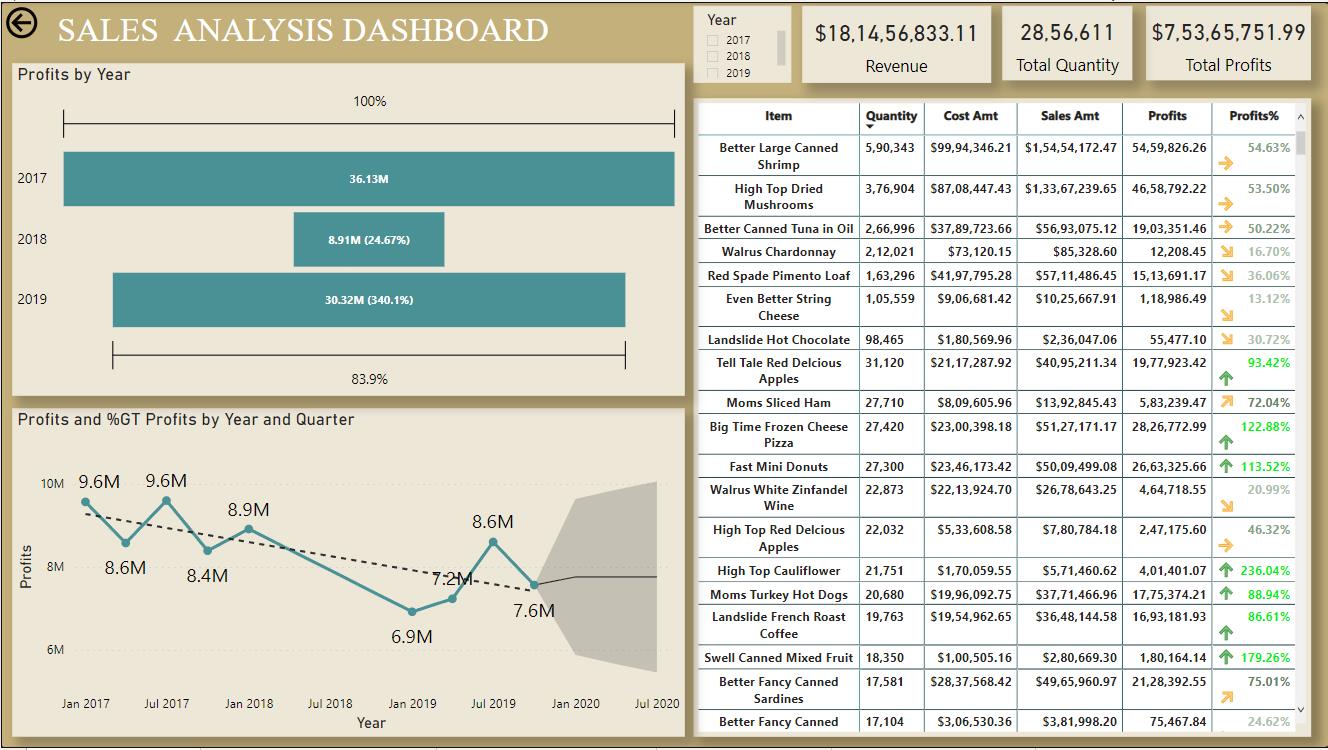 SALES ANALYSIS DASHBOARD
Year
2017
2018
2019
$18,14,56,833.11
Revenue
28,56,611
Total Quantity
$7,53,65,751.99
Total Profits
Profits by Year
100%
2017
36.13M
2018
8.91M (24.67%)
2019
30.32M (340.1%)
83.9%
Profits and %GT Profits by Year and Quarter
Profits
10M
8M
6M
9.6M
8.6M
9.6M
8.4M
8.9M
6.9M
7.2M
8.6M
7.6M
Jan 2017 Jul 2017 Jan 2018 Jul 2018 Jan 2019 Jul 2019 Jan 2020 Jul 2020
Year
Item Quantity Cost Amt Sales Amt Profits Profits%
Better Large Canned 5,90,343 $99,94,346.21 $1,54,54,172.47 54,59,826.26 54.63%
Shrimp
High Top Dried 3,76,904 $87,08,447.43 $1,33,67,239.65 46,58,792.22 53.50%
Mushrooms
Better Canned Tuna in Oil 2,66,996 $37,89,723.66 $56,93,075.12 19,03,351.46 50.22%
Walrus Chardonnay 2,12,021 $73,120.15 $85,328.60 12,208.45 16.70%
Red Spade Pimento Loaf 1,63,296 $41,97,795.28 $57,11,486.45 15,13,691.17 36.06%
Even Better String 1,05,559 $9,06,681.42 $10,25,667.91 1,18,986.49 13.12%
Cheese
Landslide Hot Chocolate 98,465 $1,80,569.96 $2,36,047.06 55,477.10 30.72%
Tell Tale Red Delcious 31,120 $21,17,287.92 $40,95,211.34 19,77,923.42 93.42%
Apples
Moms Sliced Ham 27,710 $8,09,605.96 $13,92,845.43 5,83,239.47 72.04%
Big Time Frozen Cheese 27,420 $23,00,398.18 $51,27,171.17 28,26,772.99 122.88%
Pizza
Fast Mini Donuts 27,300 $23,46,173.42 $50,09,499.08 26,63,325.66 113.52%
Walrus White Zinfandel 22,873 $22,13,924.70 $26,78,643.25 4,64,718.55 20.99%
Wine
High Top Red Delcious 22,032 $5,33,608.58 $7,80,784.18 2,47,175.60 46.32%
Apples
High Top Cauliflower 21,751 $1,70,059.55 $5,71,460.62 4,01,401.07 236.04%
Moms Turkey Hot Dogs 20,680 $19,96,092.75 $37,71,466.96 17,75,374.21 88.94%
Landslide French Roast 19,763 $19,54,962.65 $36,48,144.58 16,93,181.93 86.61%
Coffee
Swell Canned Mixed Fruit 18,350 $1,00,505.16 $2,80,669.30 1,80,164.14 179.26%
Better Fancy Canned 17,581 $28,37,568.42 $49,65,960.97 21,28,392.55 75.01%
Sardines
Better Fancy Canned 17,104 $3,06,530.36 $3,81,998.20 75,467.84 24.62%